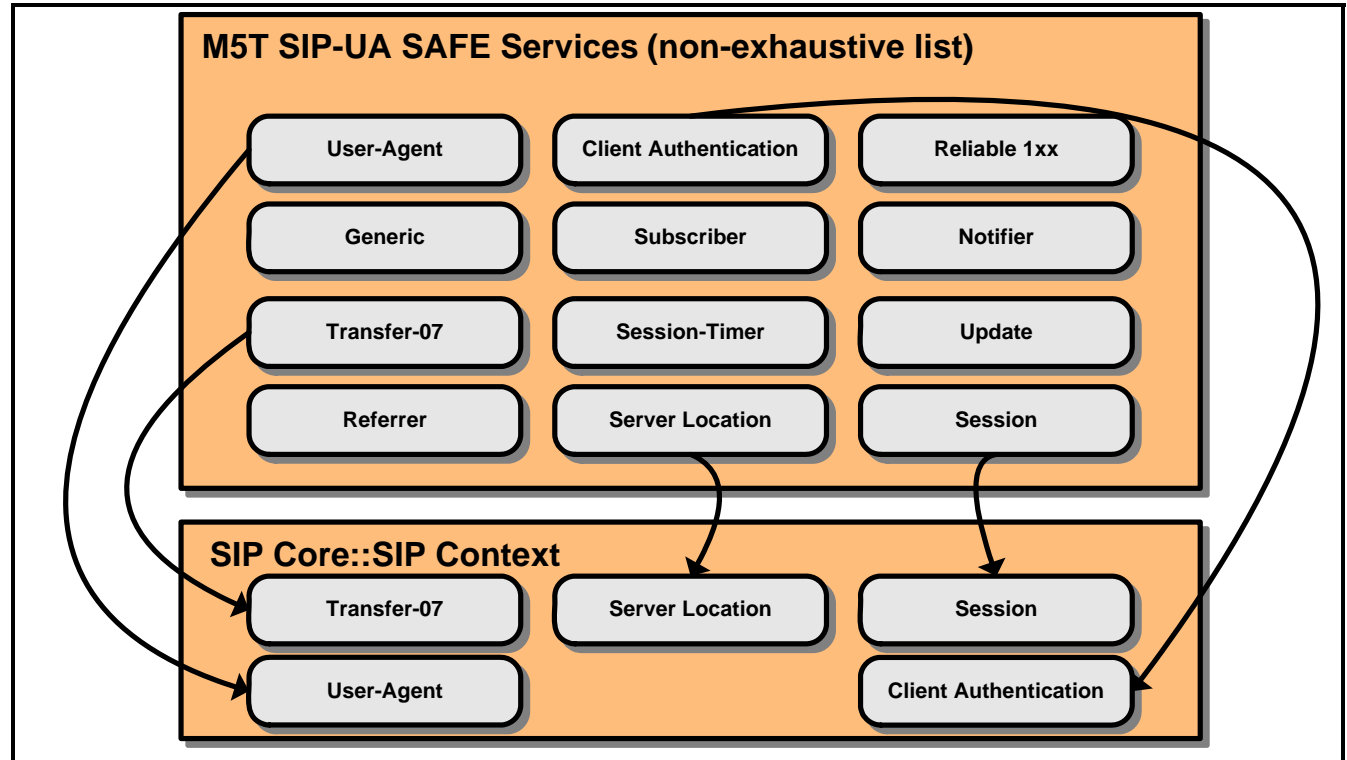 M5T SIP-UA SAFE Services (non-exhaustive list)
User-Agent
Client Authentication
Reliable 1xx
Generic
Subscriber
Notifier
Transfer-07
Session-Timer
Update
Referrer
Server Location
Session
SIP Core::SIP Context
Transfer-07
Server Location
Session
User-Agent
Client Authentication